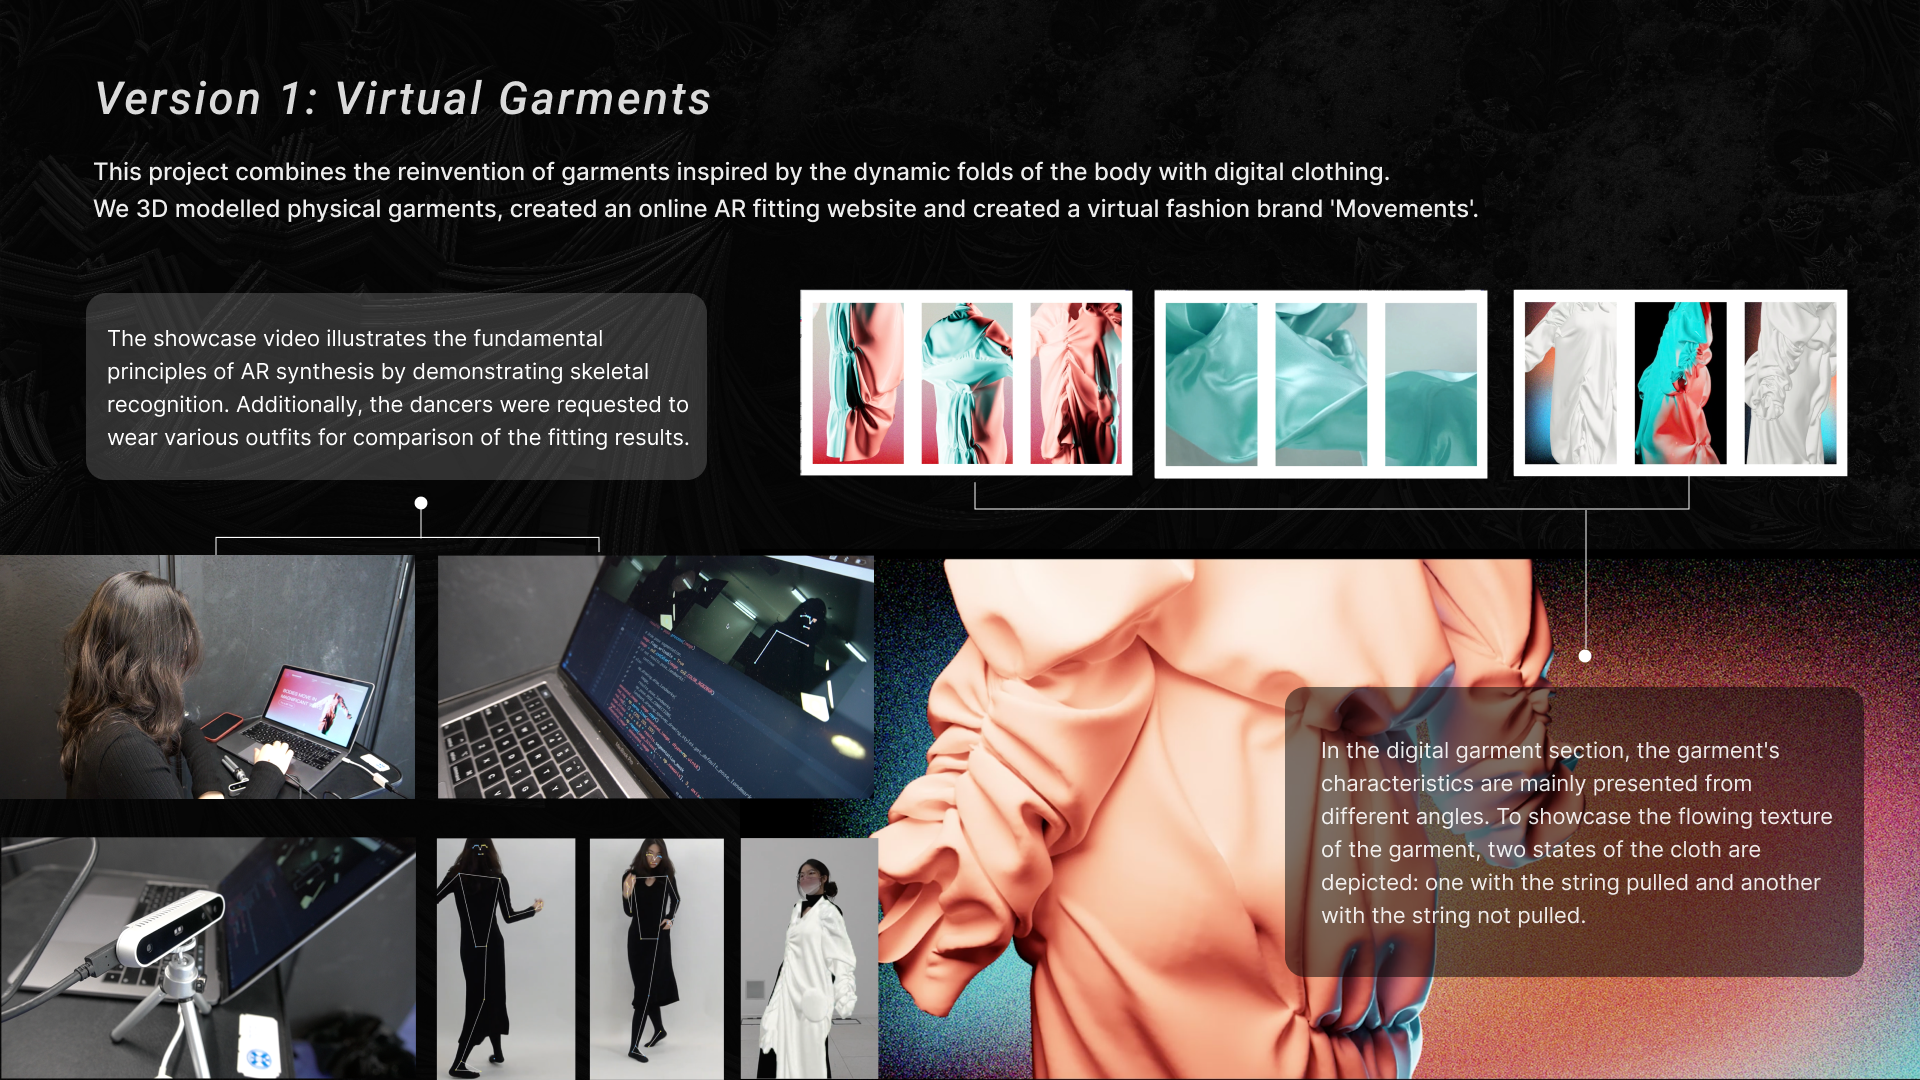 Version 1: Virtual Garments
This project combines the reinvention of garments inspired by the dynamic folds of the body with digital clothing.
We 3D modelled physical garments, created an online AR fitting website and created a virtual fashion brand 'Movements'.
The showcase video illustrates the fundamental
principles of AR synthesis by demonstrating skeletal
recognition. Additionally, the dancers were requested to
wear various outfits for comparison of the fitting results.
In the digital garment section, the garment's
characteristics are mainly presented from
different angles. To showcase the flowing texture
of the garment, two states of the cloth are
depicted: one with the string pulled and another
with the string not pulled.